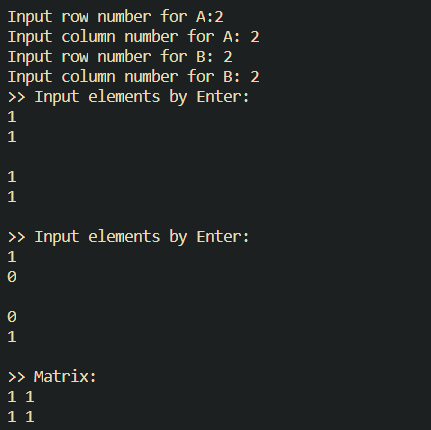 Input row number for A:2
Input column number for A: 2
Input row number for B: 2
Input column number for B: 2
>> Input elements by Enter:
1
1

1
1

>> Input elements by Enter:
1
0

0
1

>> Matrix:
1 1
1 1